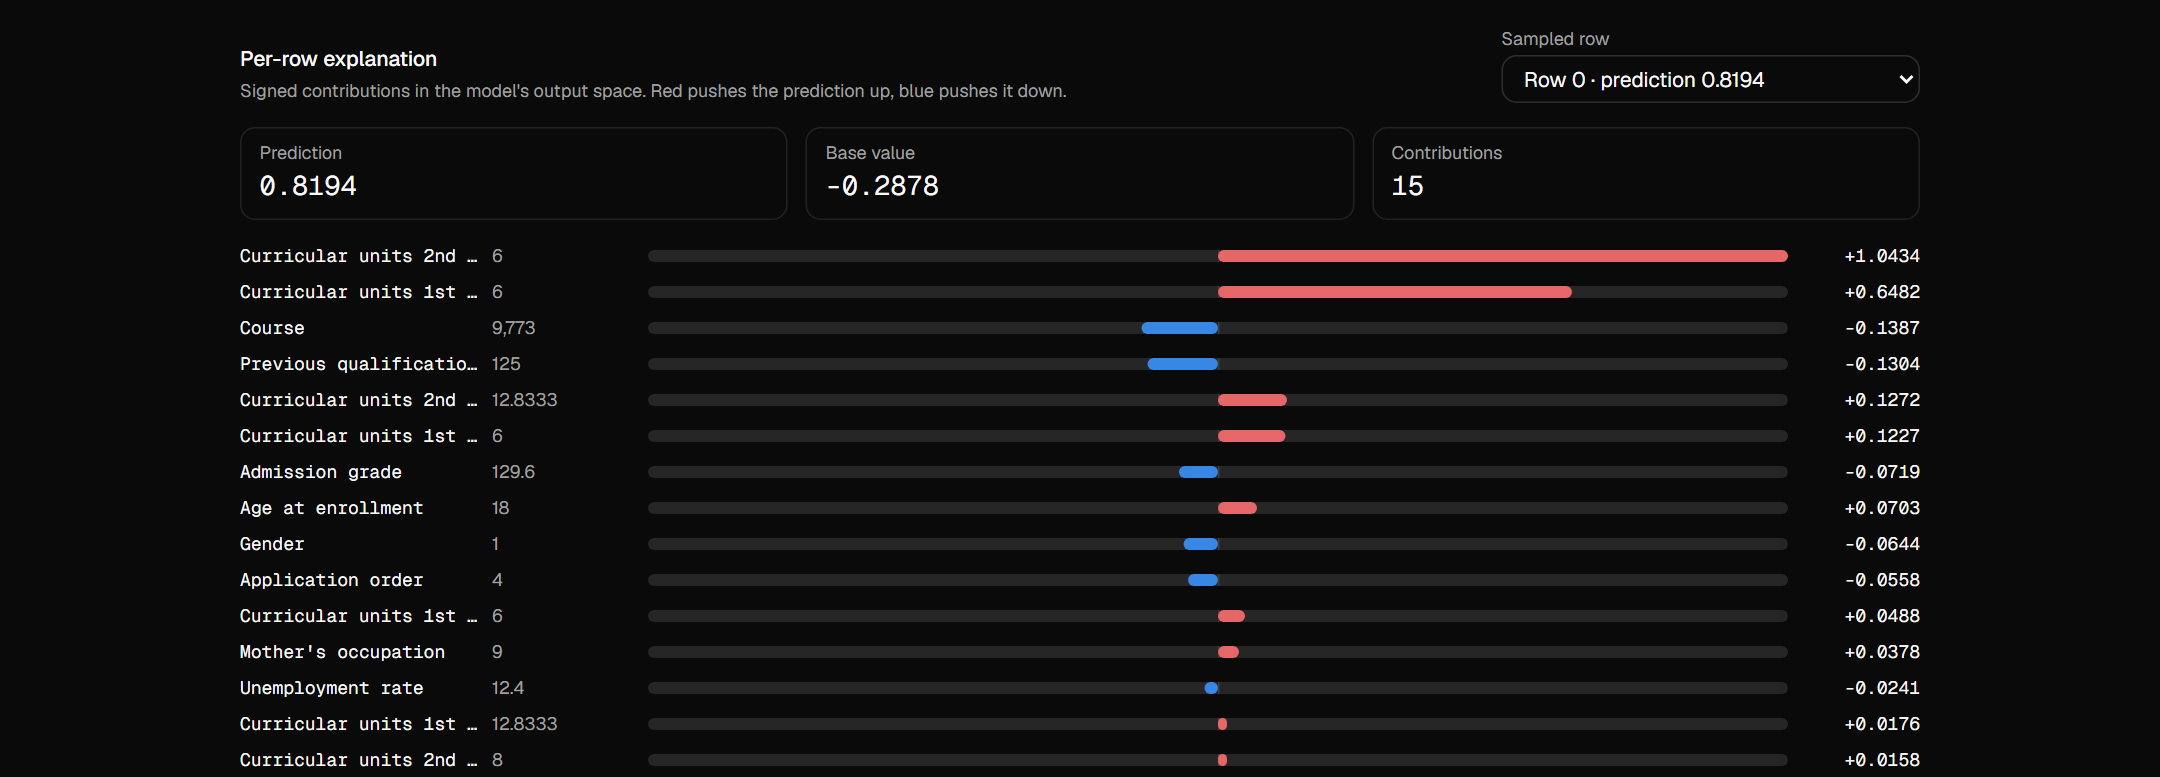 Sampled row
Per-row explanation
Row 0 · prediction 0.8194
Signed contributions in the model's output space. Red pushes the prediction up, blue pushes it down.
Prediction
0.8194
Base value
-0.2878
Contributions
15
Curricular units 2nd … 6 +1.0434
Curricular units 1st … 6 +0.6482
Course 9,773 -0.1387
Previous qualificatio… 125 -0.1304
Curricular units 2nd … 12.8333 +0.1272
Curricular units 1st … 6 +0.1227
Admission grade 129.6 -0.0719
Age at enrollment 18 +0.0703
Gender 1 -0.0644
Application order 4 -0.0558
Curricular units 1st … 6 +0.0488
Mother's occupation 9 +0.0378
Unemployment rate 12.4 -0.0241
Curricular units 1st … 12.8333 +0.0176
Curricular units 2nd … 8 +0.0158